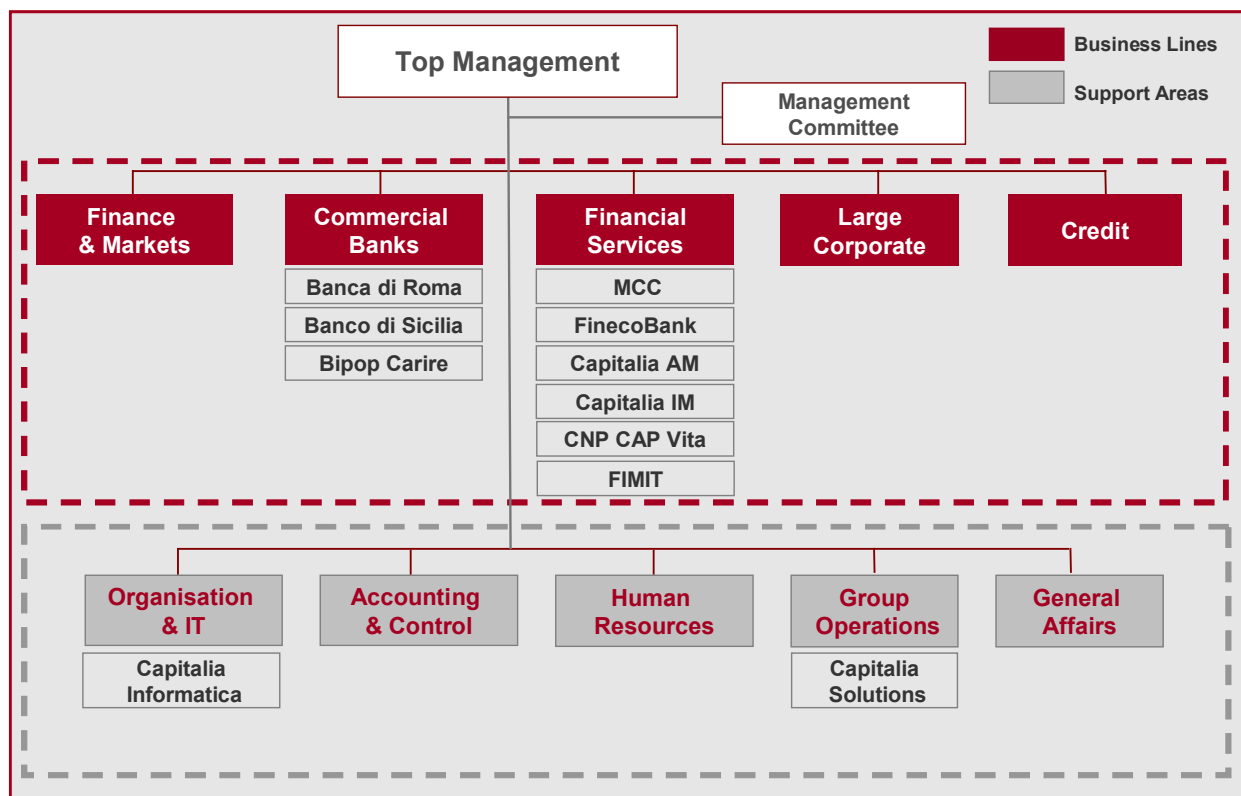 Top Management
Business Lines
Support Areas
Management
Committee
Finance
& Markets
Commercial
Banks
Financial
Services
Large
Corporate
Credit
Banca di Roma
Banco di Sicilia
Bipop Carire
MCC
FinecoBank
Capitalia AM
Capitalia IM
CNP CAP Vita
FIMIT
Organisation
& IT
Accounting
& Control
Human
Resources
Group
Operations
General
Affairs
Capitalia
Informatica
Capitalia
Solutions